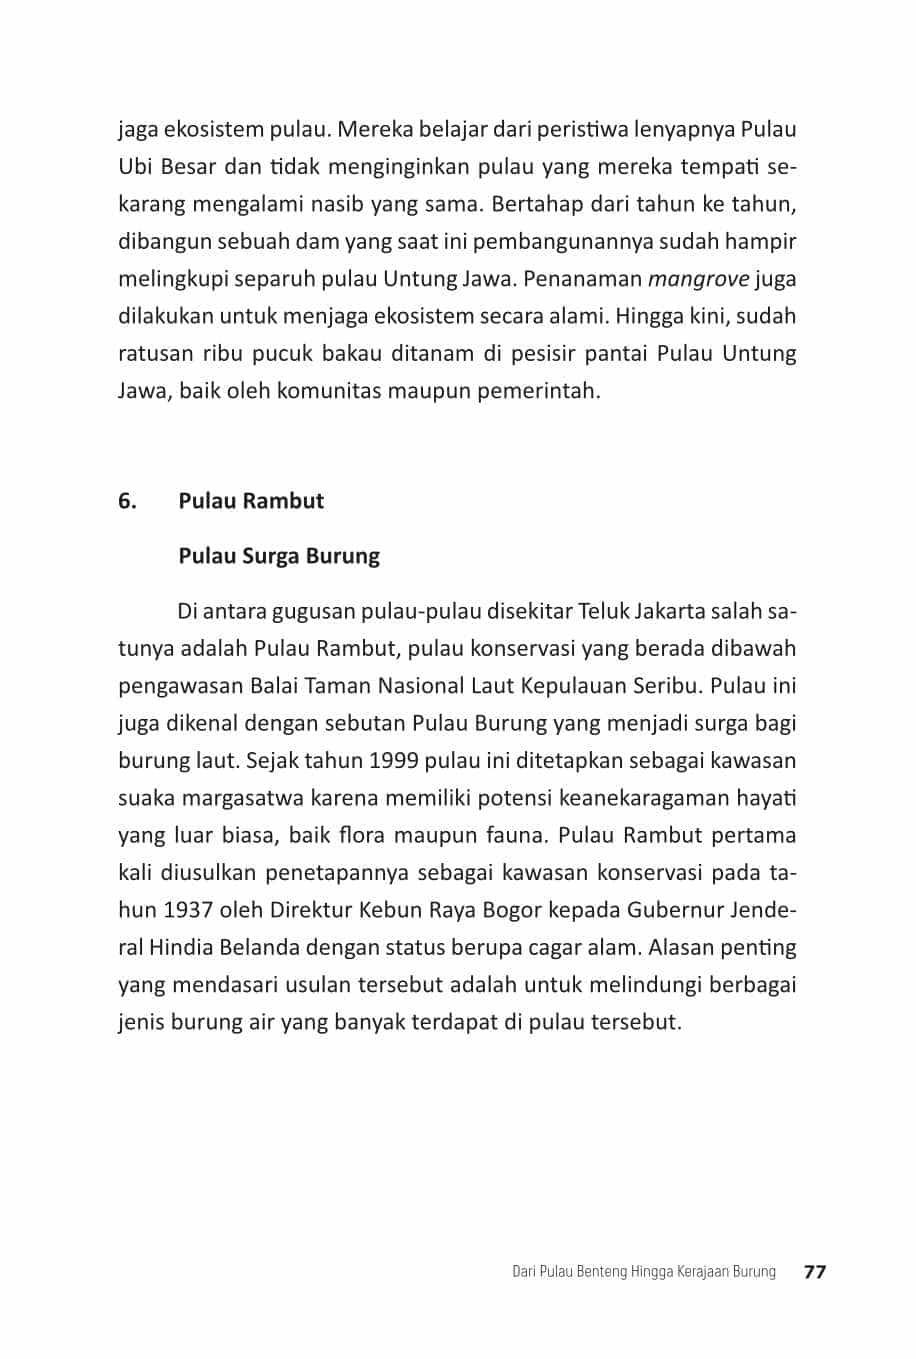 jaga ekosistem pulau. Mereka belajar dari peristiwa lenyapnya Pulau
Ubi Besar dan tidak menginginkan pulau yang mereka tempati se-
karang mengalami nasib yang sama. Bertahap dari tahun ke tahun,
dibangun sebuah dam yang saat ini pembangunannya sudah hampir
melingkupi separuh pulau Untung Jawa. Penanaman mangrove juga
dilakukan untuk menjaga ekosistem secara alami. Hingga kini, sudah
ratusan ribu pucuk bakau ditanam di pesisir pantai Pulau Untung
Jawa, baik oleh komunitas maupun pemerintah.
6. Pulau Rambut
Pulau Surga Burung
Di antara gugusan pulau-pulau disekitar Teluk Jakarta salah sa-
tunya adalah Pulau Rambut, pulau konservasi yang berada dibawah
pengawasan Balai Taman Nasional Laut Kepulauan Seribu. Pulau ini
juga dikenal dengan sebutan Pulau Burung yang menjadi surga bagi
burung laut. Sejak tahun 1999 pulau ini ditetapkan sebagai kawasan
suaka margasatwa karena memiliki potensi keanekaragaman hayati
yang luar biasa, baik flora maupun fauna. Pulau Rambut pertama
kali diusulkan penetapannya sebagai kawasan konservasi pada ta-
hun 1937 oleh Direktur Kebun Raya Bogor kepada Gubernur Jende-
ral Hindia Belanda dengan status berupa cagar alam. Alasan penting
yang mendasari usulan tersebut adalah untuk melindungi berbagai
jenis burung air yang banyak terdapat di pulau tersebut.
Dari Pulau Benteng Hingga Kerajaan Burung 77